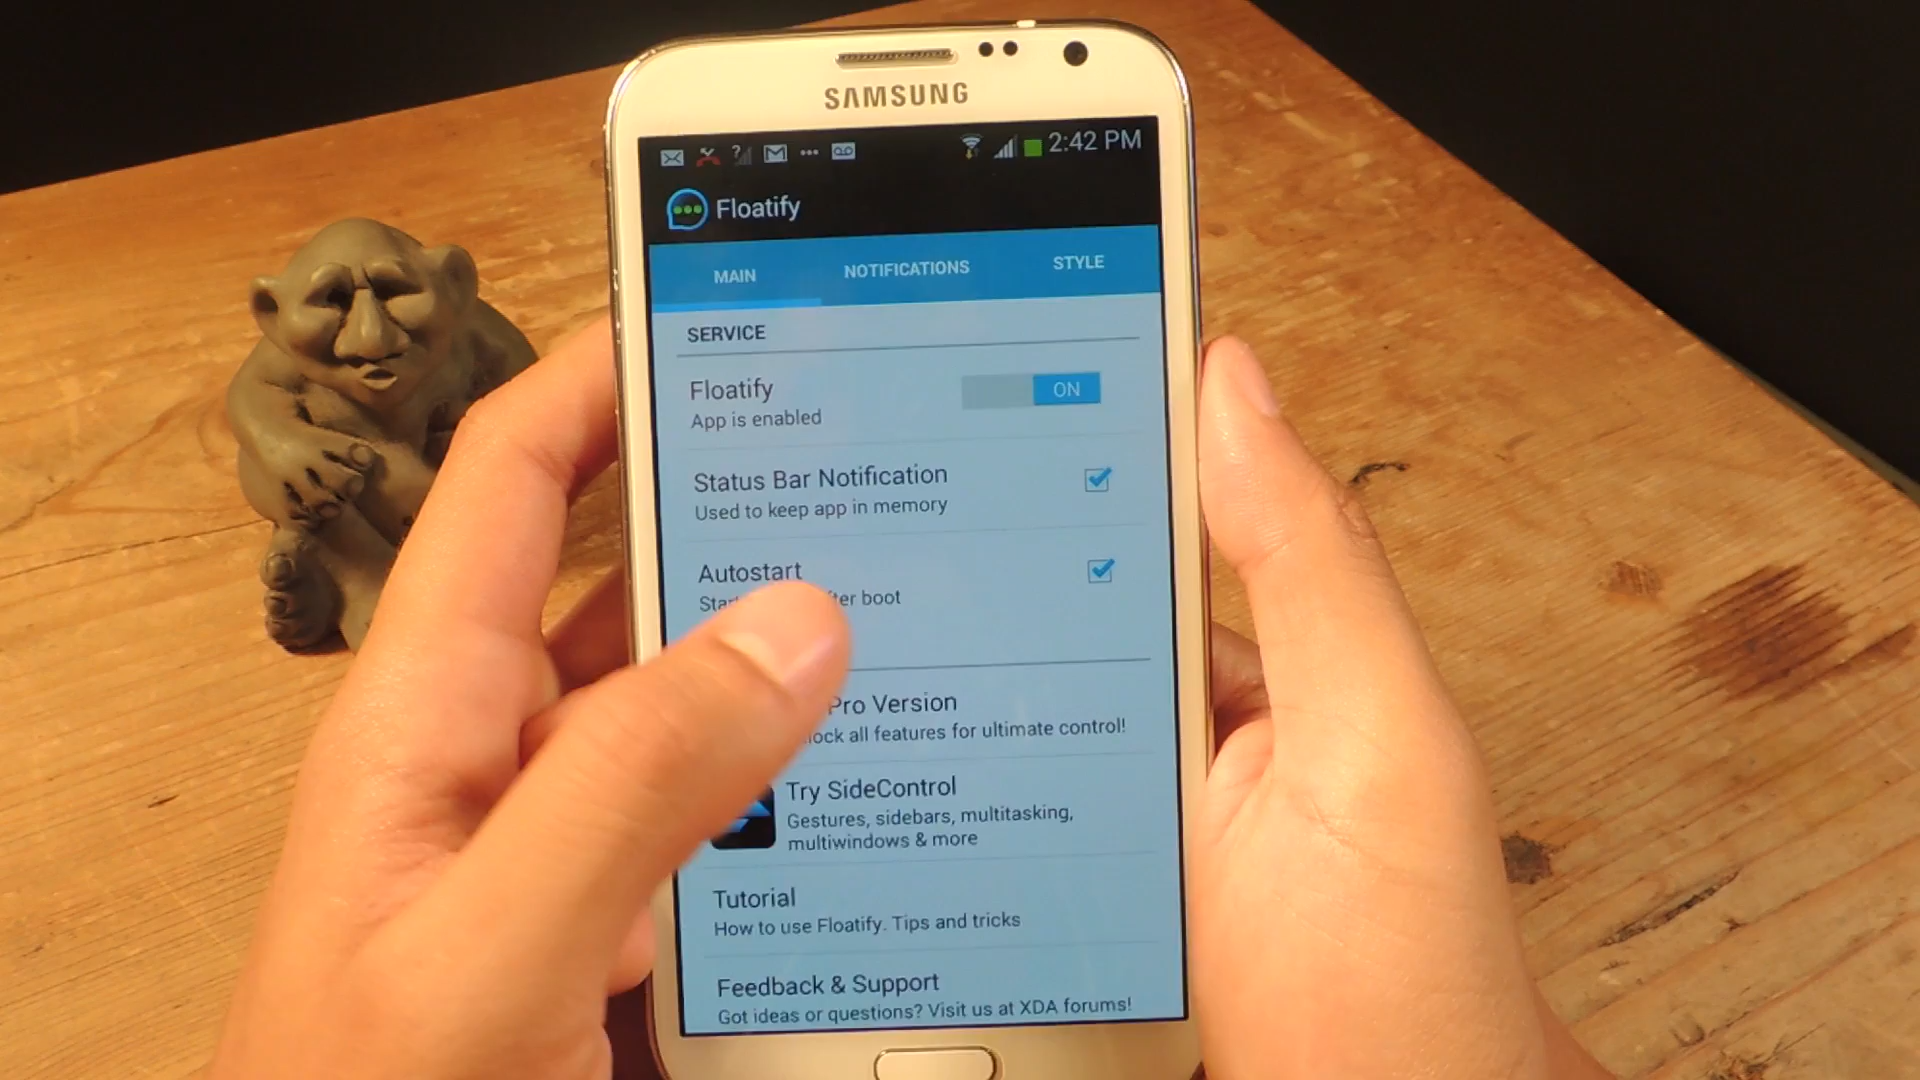 SAMSUNG
2:42 PM
Floatify
MAIN NOTIFICATIONS STYLE
SERVICE
Floatify
ON
App is enabled
Status Bar Notification
Used to keep app in memory
Autostart
boot
Pro Version
all features for ultimate control!
Try SideControl
Gestures, sidebars, multitasking,
multiwindows & more
Tutorial
How to use Floatify. Tips and tricks
Feedback & Support
Got ideas or questions? Visit us at XDA forums!